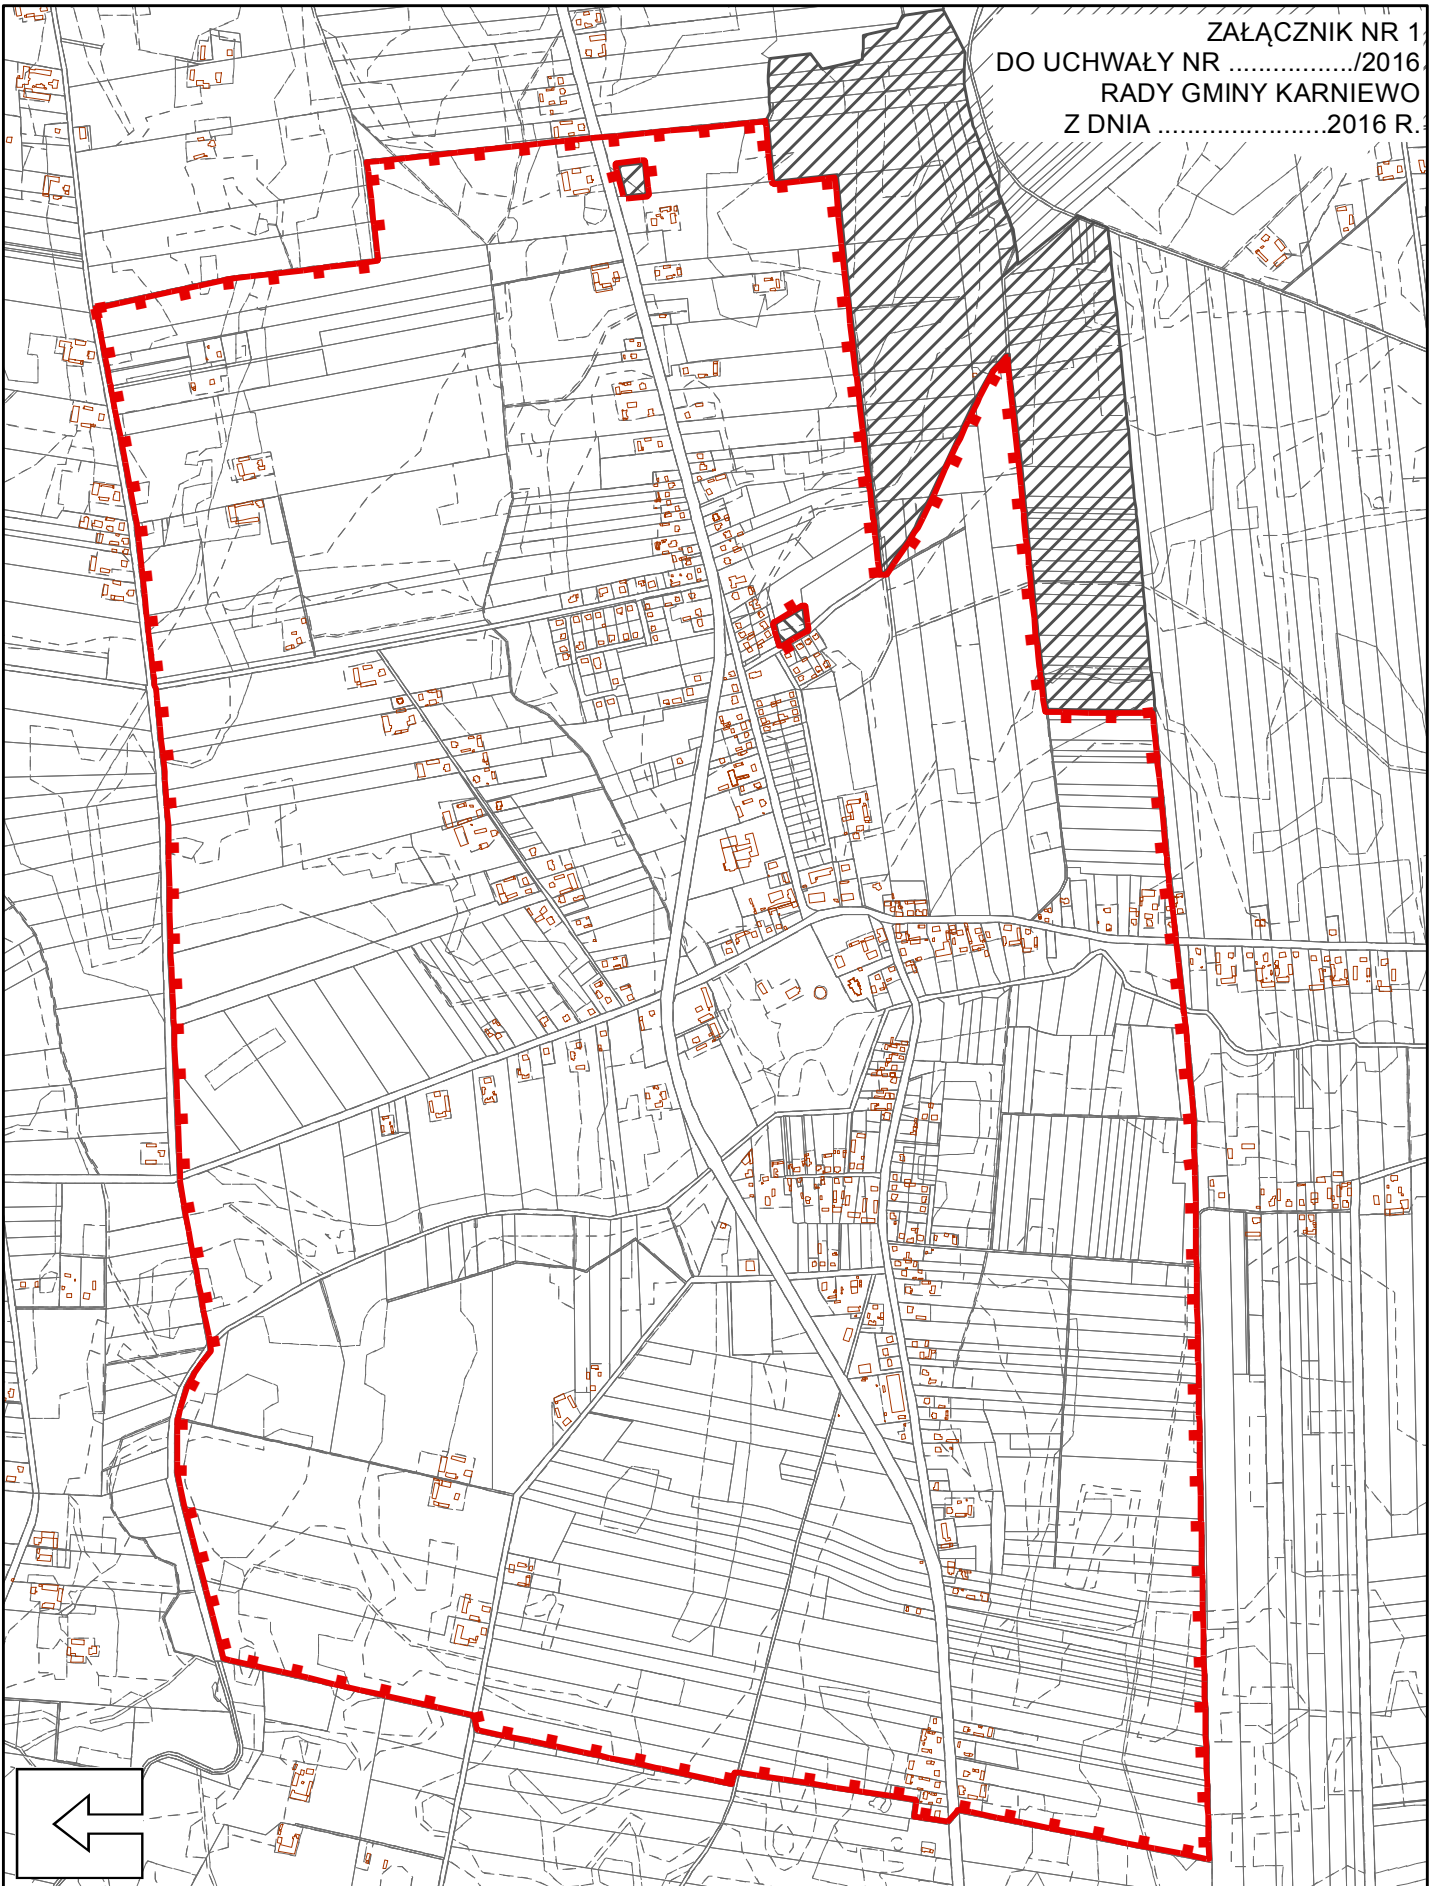 ZAŁĄCZNIK NR 1
DO UCHWAŁY NR ................./2016
RADY GMINY KARNIEWO
Z DNIA .......................2016 R.